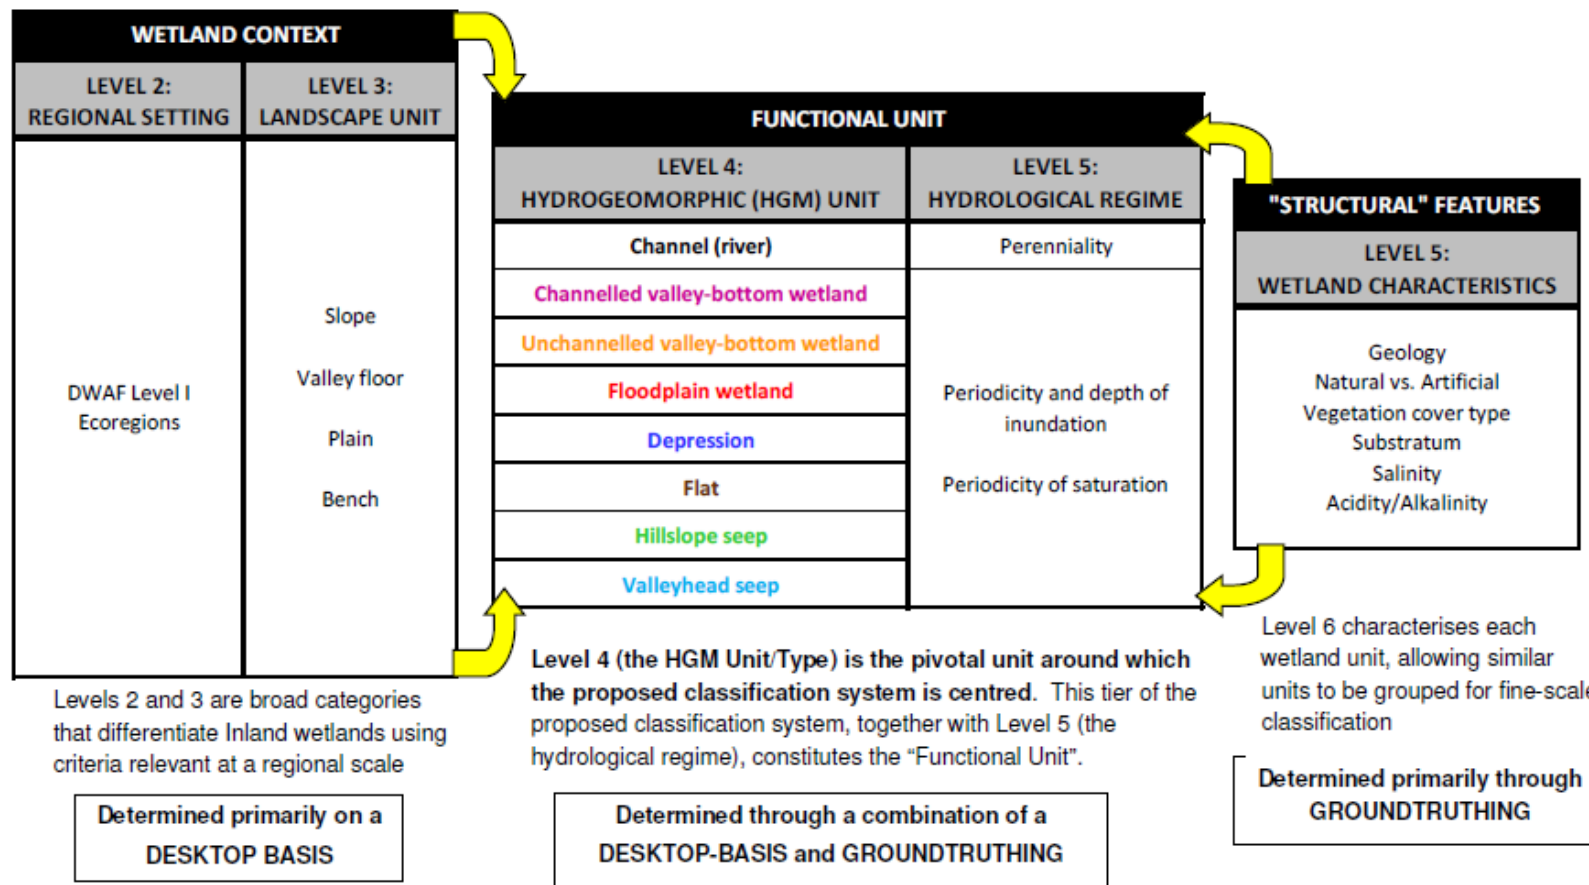 WETLAND CONTEXT
LEVEL 2:
REGIONAL SETTING
LEVEL 3:
LANDSCAPE UNIT
DWAF Level I
Ecoregions
Slope
Valley floor
Plain
Bench
Levels 2 and 3 are broad categories
that differentiate Inland wetlands using
criteria relevant at a regional scale
Determined primarily on a
DESKTOP BASIS
FUNCTIONAL UNIT
LEVEL 4:
HYDROGEOMORPHIC (HGM) UNIT
LEVEL 5:
HYDROLOGICAL REGIME
Channel (river)
Perenniality
Channelled valley-bottom wetland
Unchannelled valley-bottom wetland
Floodplain wetland
Depression
Flat
Hillslope seep
Valleyhead seep
Periodicity and depth of
inundation
Periodicity of saturation
Level 4 (the HGM Unit/Type) is the pivotal unit around which
the proposed classification system is centred. This tier of the
proposed classification system, together with Level 5 (the
hydrological regime), constitutes the “Functional Unit”.
Determined through a combination of a
DESKTOP-BASIS and GROUNDTRUTHING
"STRUCTURAL" FEATURES
LEVEL 5:
WETLAND CHARACTERISTICS
Geology
Natural vs. Artificial
Vegetation cover type
Substratum
Salinity
Acidity/Alkalinity
Level 6 characterises each
wetland unit, allowing similar
units to be grouped for fine-scale
classification
Determined primarily through
GROUNDTRUTHING